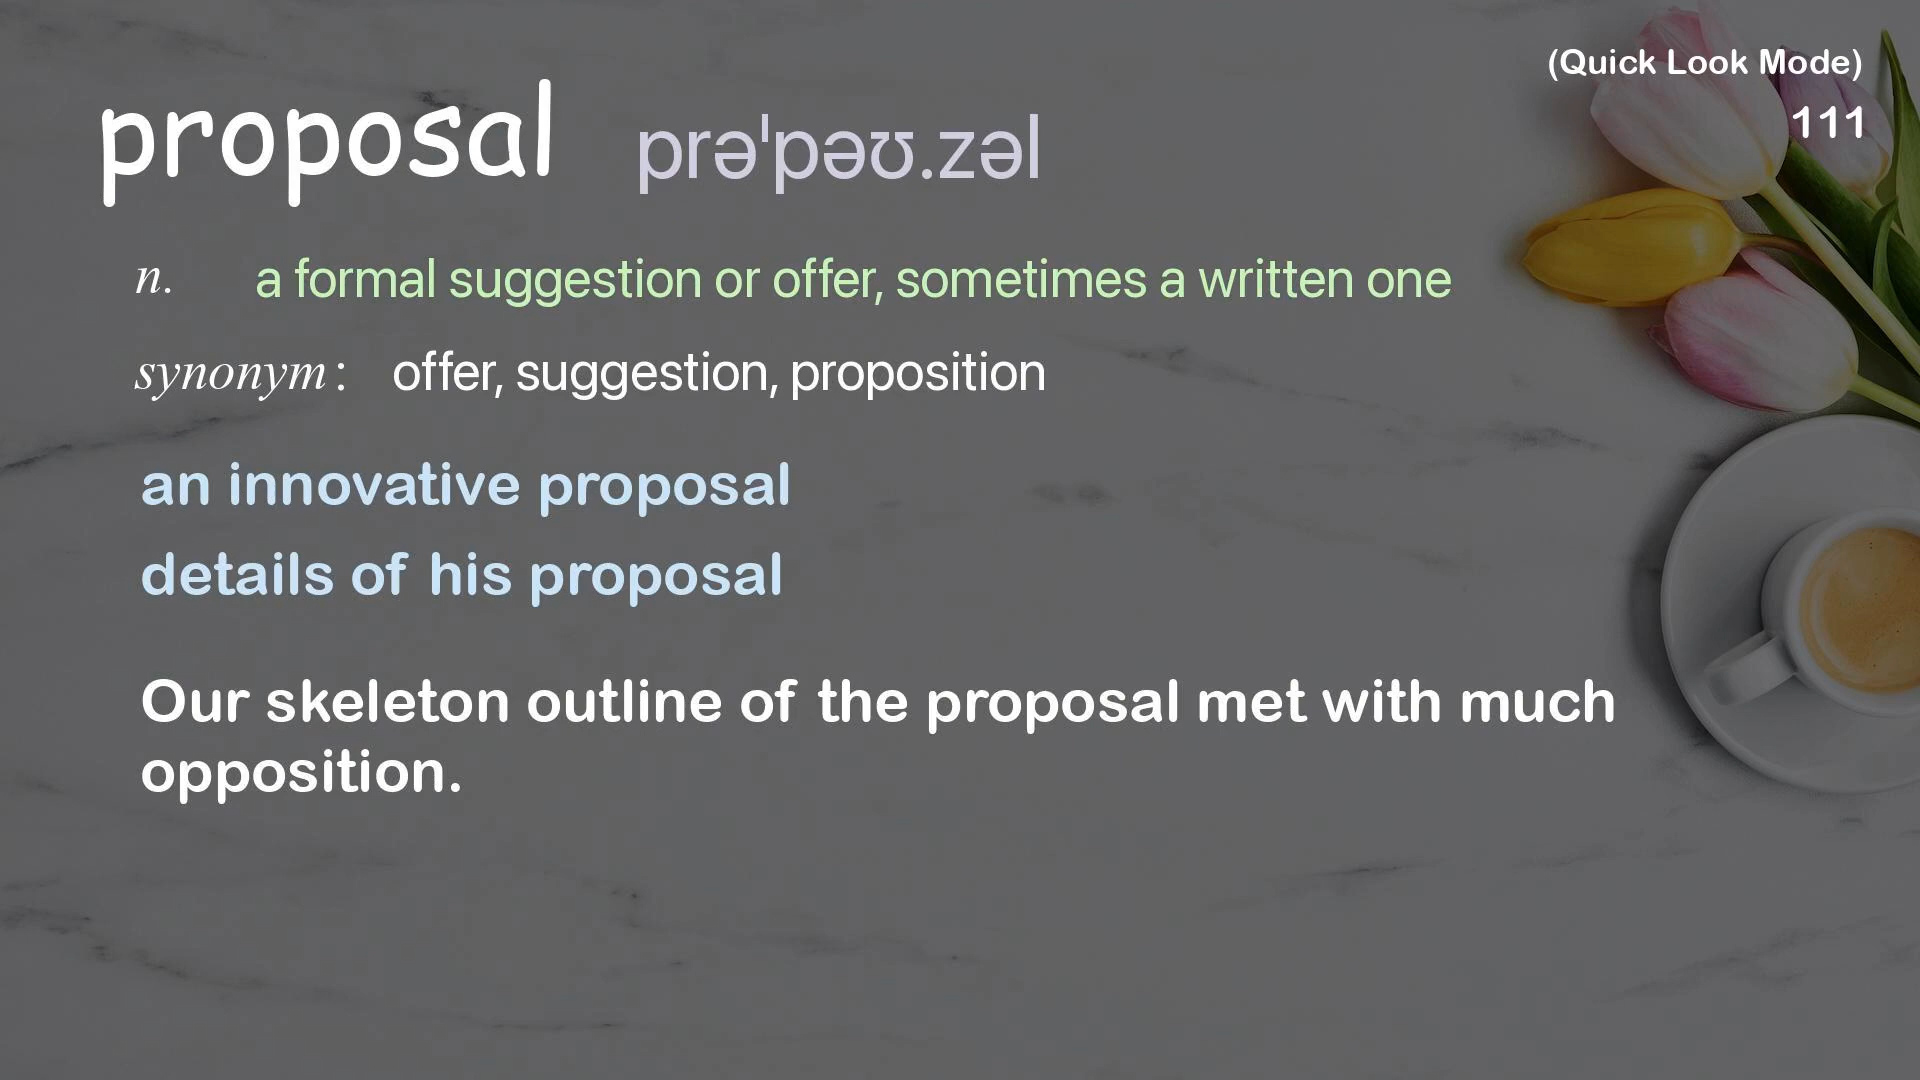 (Quick Look Mode)
111
proposal prəˈpəʊ.zəl
n. a formal suggestion or offer, sometimes a written one
synonym: offer, suggestion, proposition
an innovative proposal
details of his proposal
Our skeleton outline of the proposal met with much
opposition.